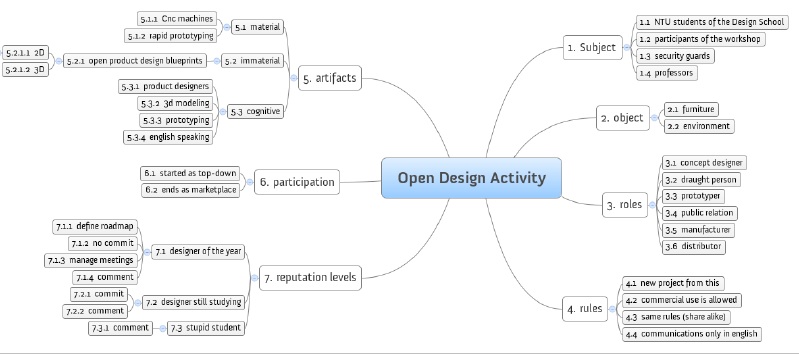 Open Design Activity
1. Subject
1.1 NTU students of the Design School
1.2 participants of the workshop
1.3 security guards
1.4 professors
2. object
2.1 furniture
2.2 environment
3. roles
3.1 concept designer
3.2 draught person
3.3 prototyper
3.4 public relation
3.5 manufacturer
3.6 distributor
4. rules
4.1 new project from this
4.2 commercial use is allowed
4.3 same rules (share alike)
4.4 communications only in english
5. artifacts
5.1 material
5.1.1 Cnc machines
5.1.2 rapid prototyping
5.2 immaterial
5.2.1 open product design blueprints
5.2.1.1 2D
5.2.1.2 3D
5.3 cognitive
5.3.1 product designers
5.3.2 3d modeling
5.3.3 prototyping
5.3.4 english speaking
6. participation
6.1 started as top-down
6.2 ends as marketplace
7. reputation levels
7.1 designer of the year
7.1.1 define roadmap
7.1.2 no commit
7.1.3 manage meetings
7.1.4 comment
7.2 designer still studying
7.2.1 commit
7.2.2 comment
7.3 stupid student
7.3.1 comment